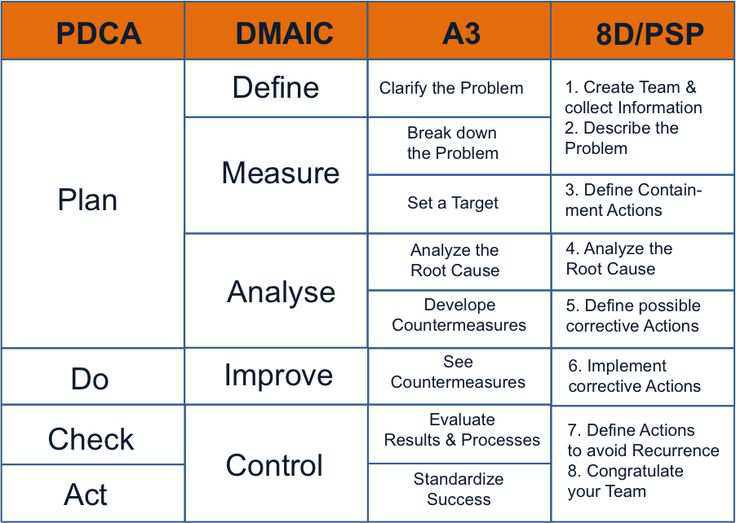 PDCA DMAIC A3 8D/PSP
Plan
Define
Clarify the Problem
1. Create Team &
collect Information
2. Describe the
Problem
Measure
Break down
the Problem
Set a Target
3. Define Contain-
ment Actions
Analyse
Analyze the
Root Cause
4. Analyze the
Root Cause
Develope
Countermeasures
5. Define possible
corrective Actions
Do
Improve
See
Countermeasures
6. Implement
corrective Actions
Check
Control
Evaluate
Results & Processes
7. Define Actions
to avoid Recurrence
8. Congratulate
your Team
Act
Standardize
Success